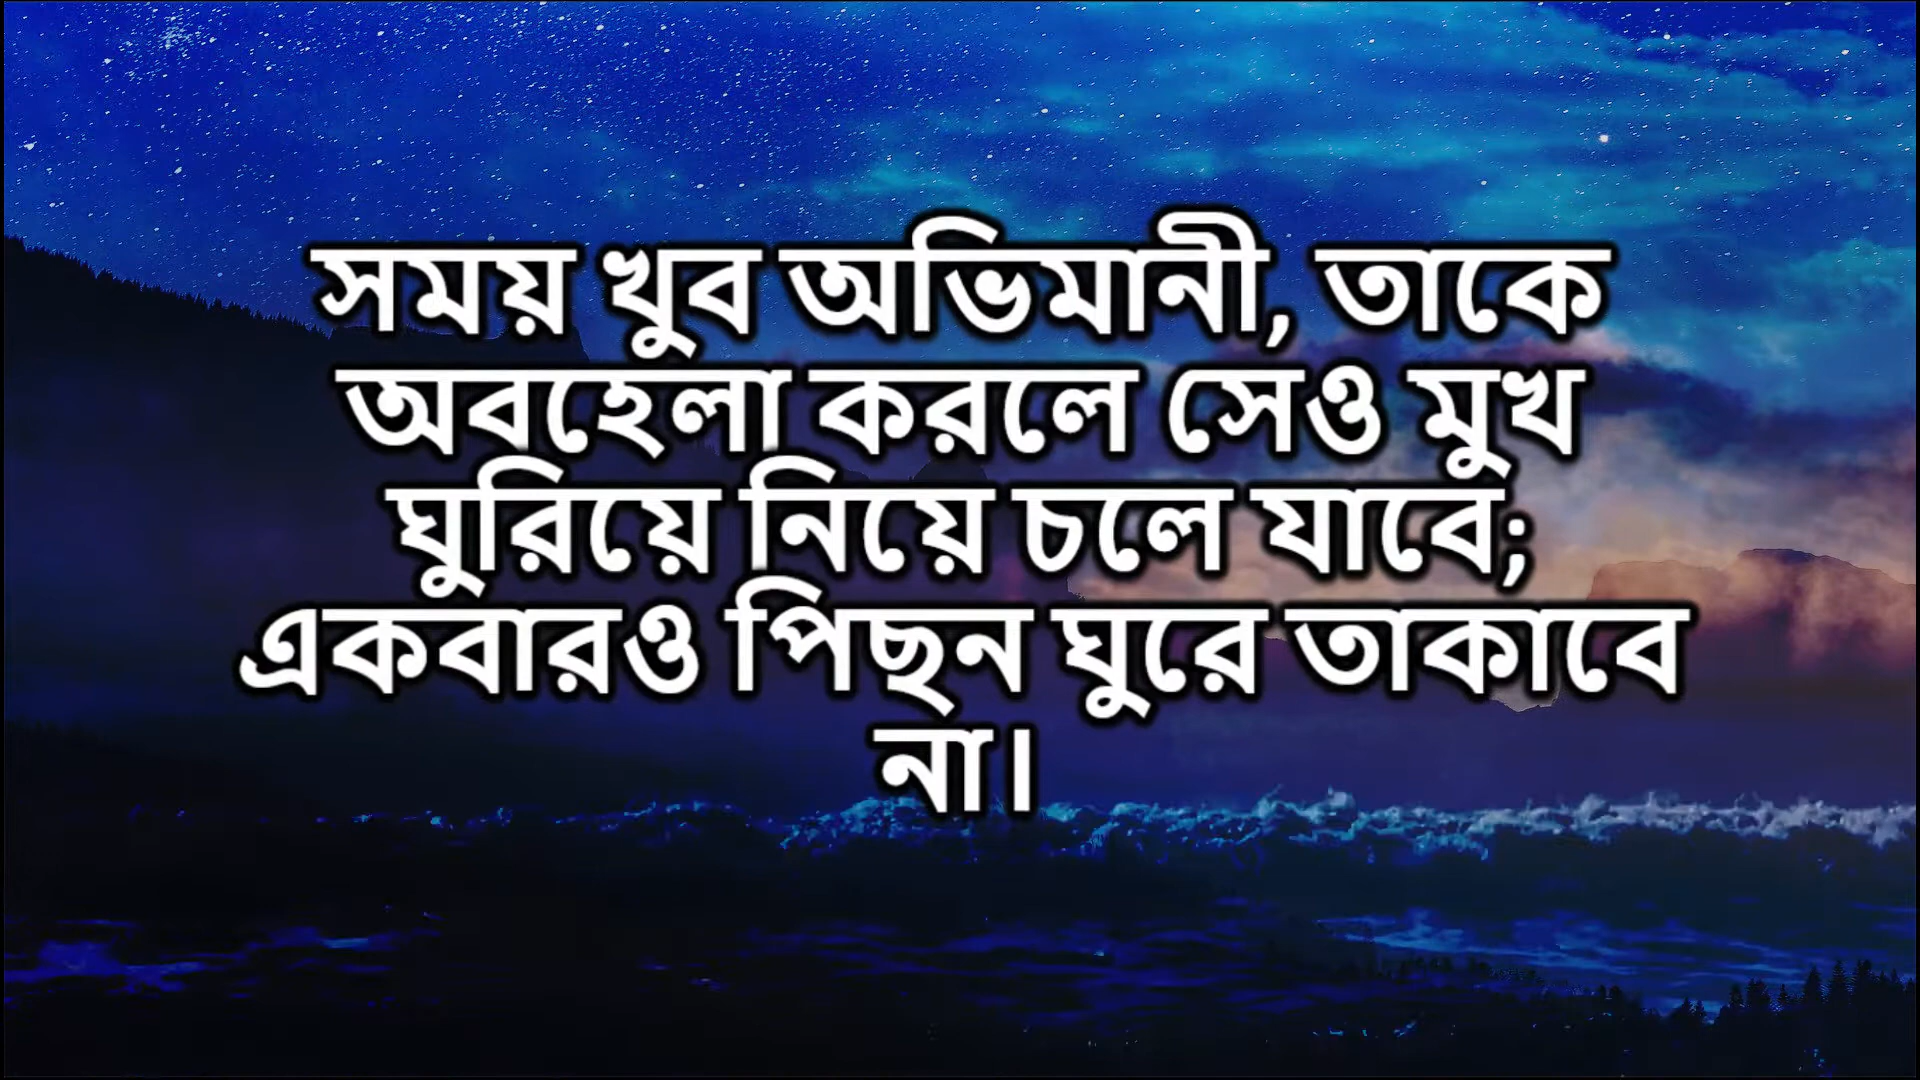 সময় খুব অভিমানী, তাকে
অবহেলা করলে সেও মুখ
ঘুরিয়ে নিয়ে চলে যাবে;
একবারও পিছন ঘুরে তাকাবে
না।